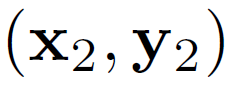 (x₂, y₂)